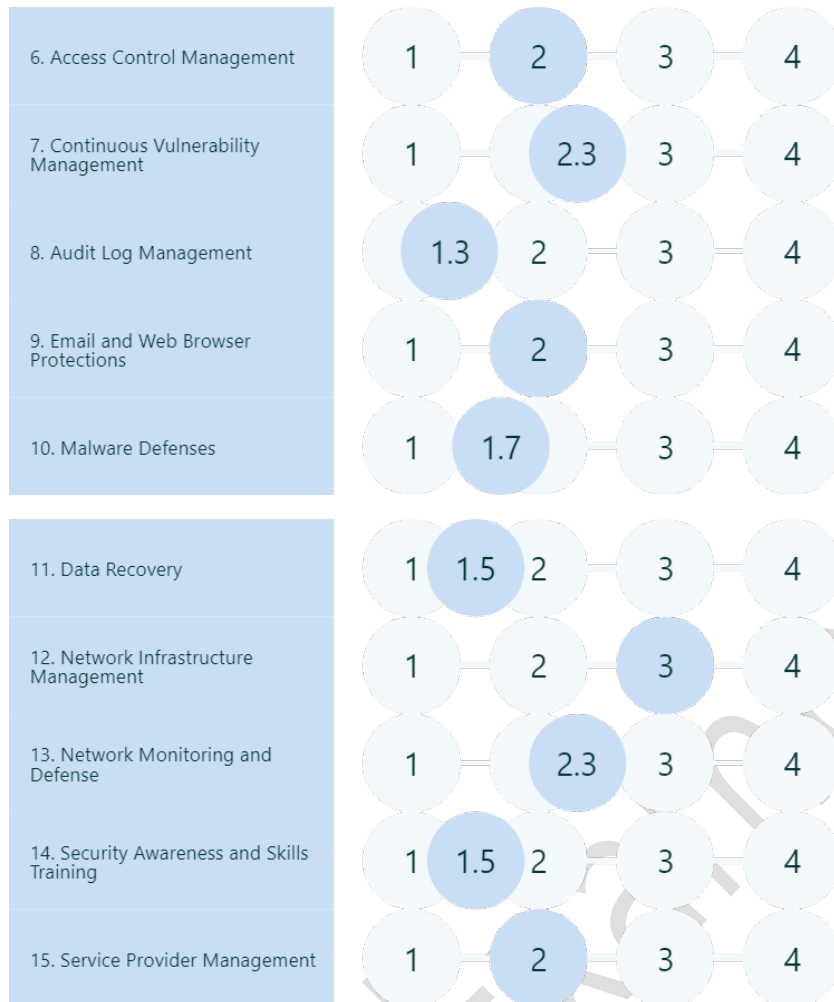 6. Access Control Management 1 2 3 4
7. Continuous Vulnerability
Management 1 2.3 3 4
8. Audit Log Management 1.3 2 3 4
9. Email and Web Browser
Protections 1 2 3 4
10. Malware Defenses 1 1.7 3 4
11. Data Recovery 1 1.5 2 3 4
12. Network Infrastructure
Management 1 2 3 4
13. Network Monitoring and
Defense 1 2.3 3 4
14. Security Awareness and Skills
Training 1 1.5 2 3 4
15. Service Provider Management 1 2 3 4